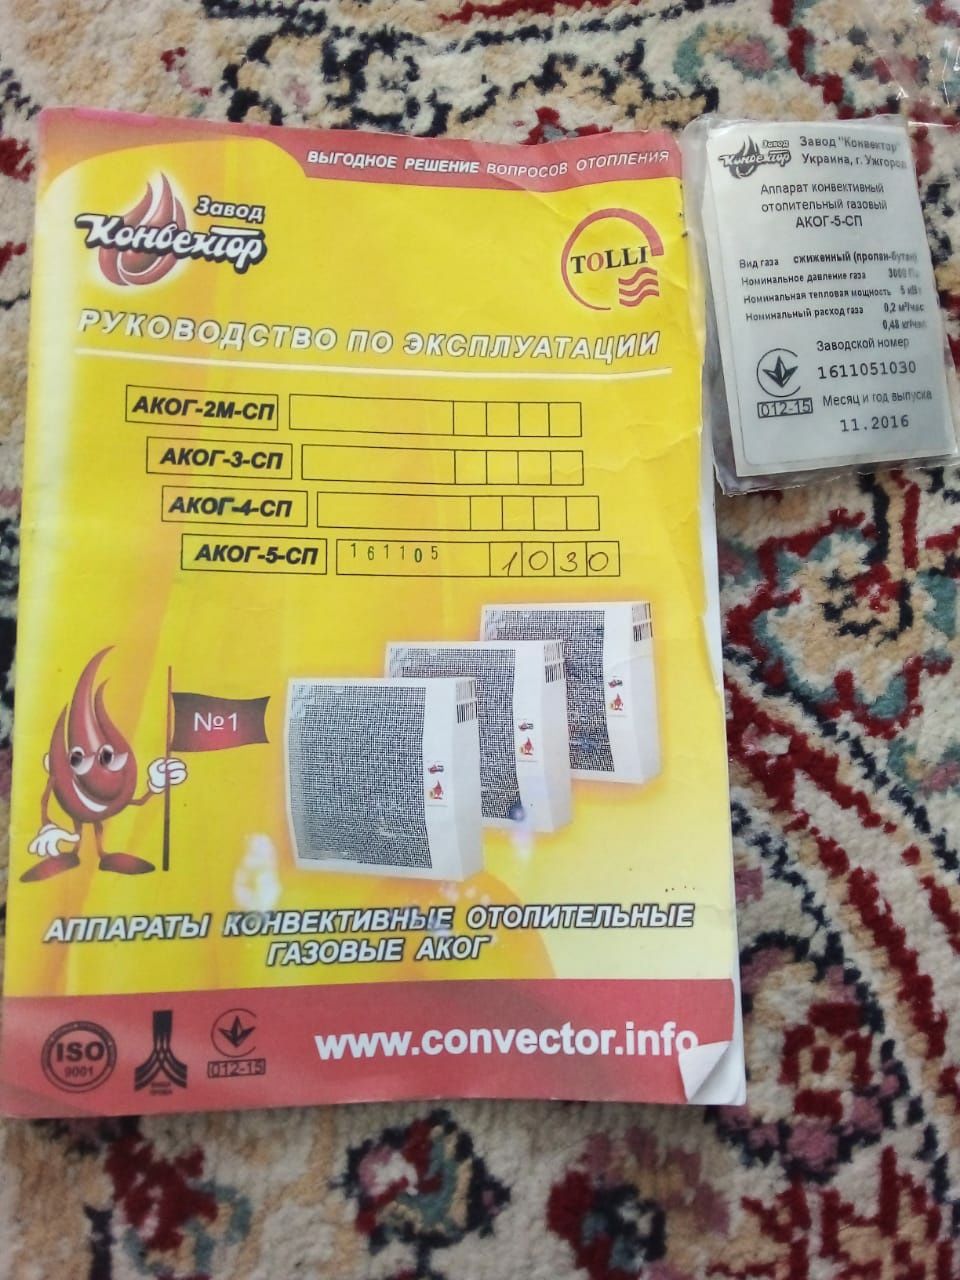 ВЫГОДНОЕ РЕШЕНИЕ ВОПРОСОВ ОТОПЛЕНИЯ
Завод
Конвектор
TOLLI
РУКОВОДСТВО ПО ЭКСПЛУАТАЦИИ
АКОГ-2М-СП
АКОГ-3-СП
АКОГ-4-СП
АКОГ-5-СП 161105 1030
№1
АППАРАТЫ КОНВЕКТИВНЫЕ ОТОПИТЕЛЬНЫЕ
ГАЗОВЫЕ АКОГ
www.convector.info
ISO
9001
012-15
Завод
Конвектор
Завод "Конвектор"
Украина, г. Ужгород
Аппарат конвективный
отопительный газовый
АКОГ-5-СП
Вид газа сжиженный (пропан-бутан)
Номинальное давление газа 3000 Па
Номинальная тепловая мощность 5 кВт
Номинальный расход газа 0,2 м³/час
0,48 кг/час
Заводской номер
1611051030
012-15
Месяц и год выпуска
11.2016